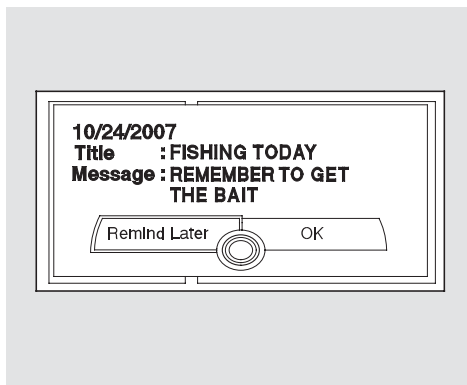 10/24/2007
Title : FISHING TODAY
Message : REMEMBER TO GET
THE BAIT
Remind Later OK